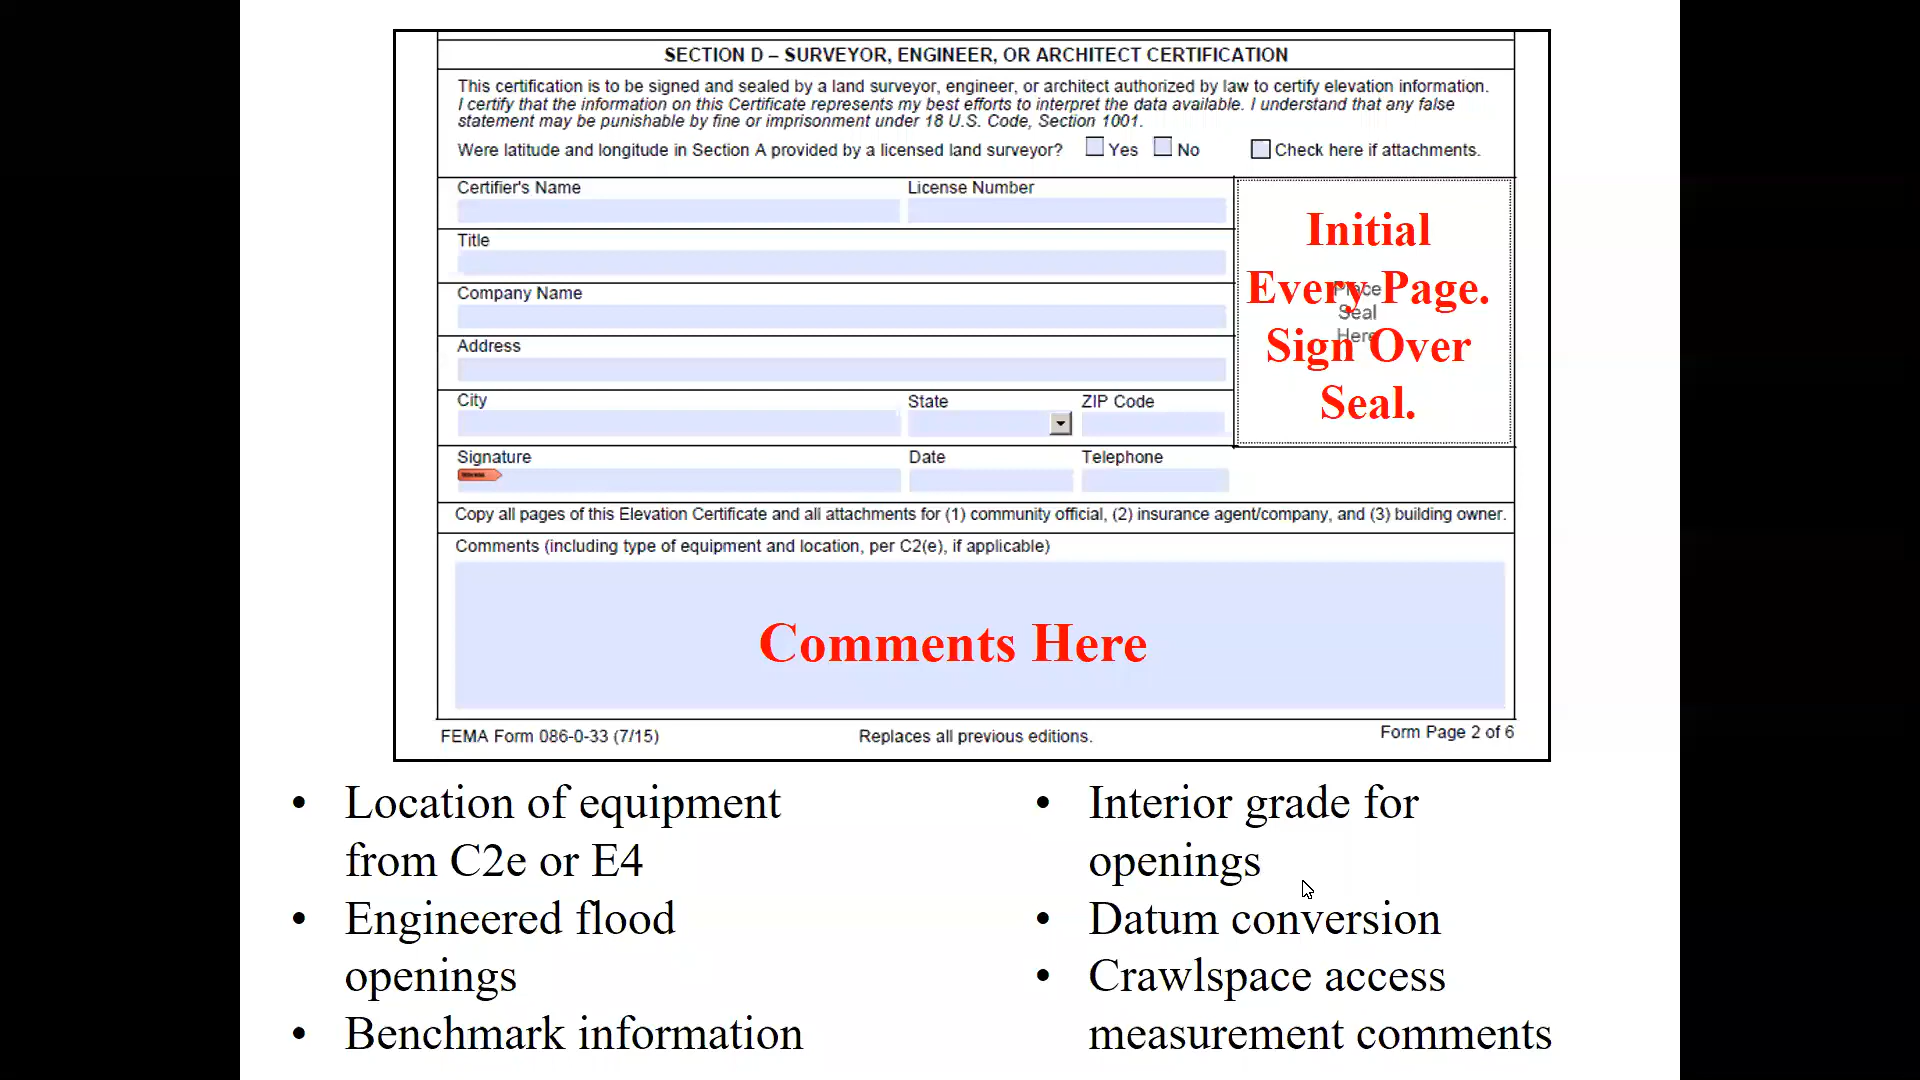 SECTION D – SURVEYOR, ENGINEER, OR ARCHITECT CERTIFICATION
This certification is to be signed and sealed by a land surveyor, engineer, or architect authorized by law to certify elevation information.
I certify that the information on this Certificate represents my best efforts to interpret the data available. I understand that any false
statement may be punishable by fine or imprisonment under 18 U.S. Code, Section 1001.
Were latitude and longitude in Section A provided by a licensed land surveyor? Yes No Check here if attachments.
Certifier's Name License Number
Title
Company Name
Address
City State ZIP Code
Signature Date Telephone
Place
Seal
Here
Initial
Every Page.
Sign Over
Seal.
Copy all pages of this Elevation Certificate and all attachments for (1) community official, (2) insurance agent/company, and (3) building owner.
Comments (including type of equipment and location, per C2(e), if applicable)
Comments Here
FEMA Form 086-0-33 (7/15) Replaces all previous editions. Form Page 2 of 6
• Location of equipment
from C2e or E4
• Engineered flood
openings
• Benchmark information
• Interior grade for
openings
• Datum conversion
• Crawlspace access
measurement comments